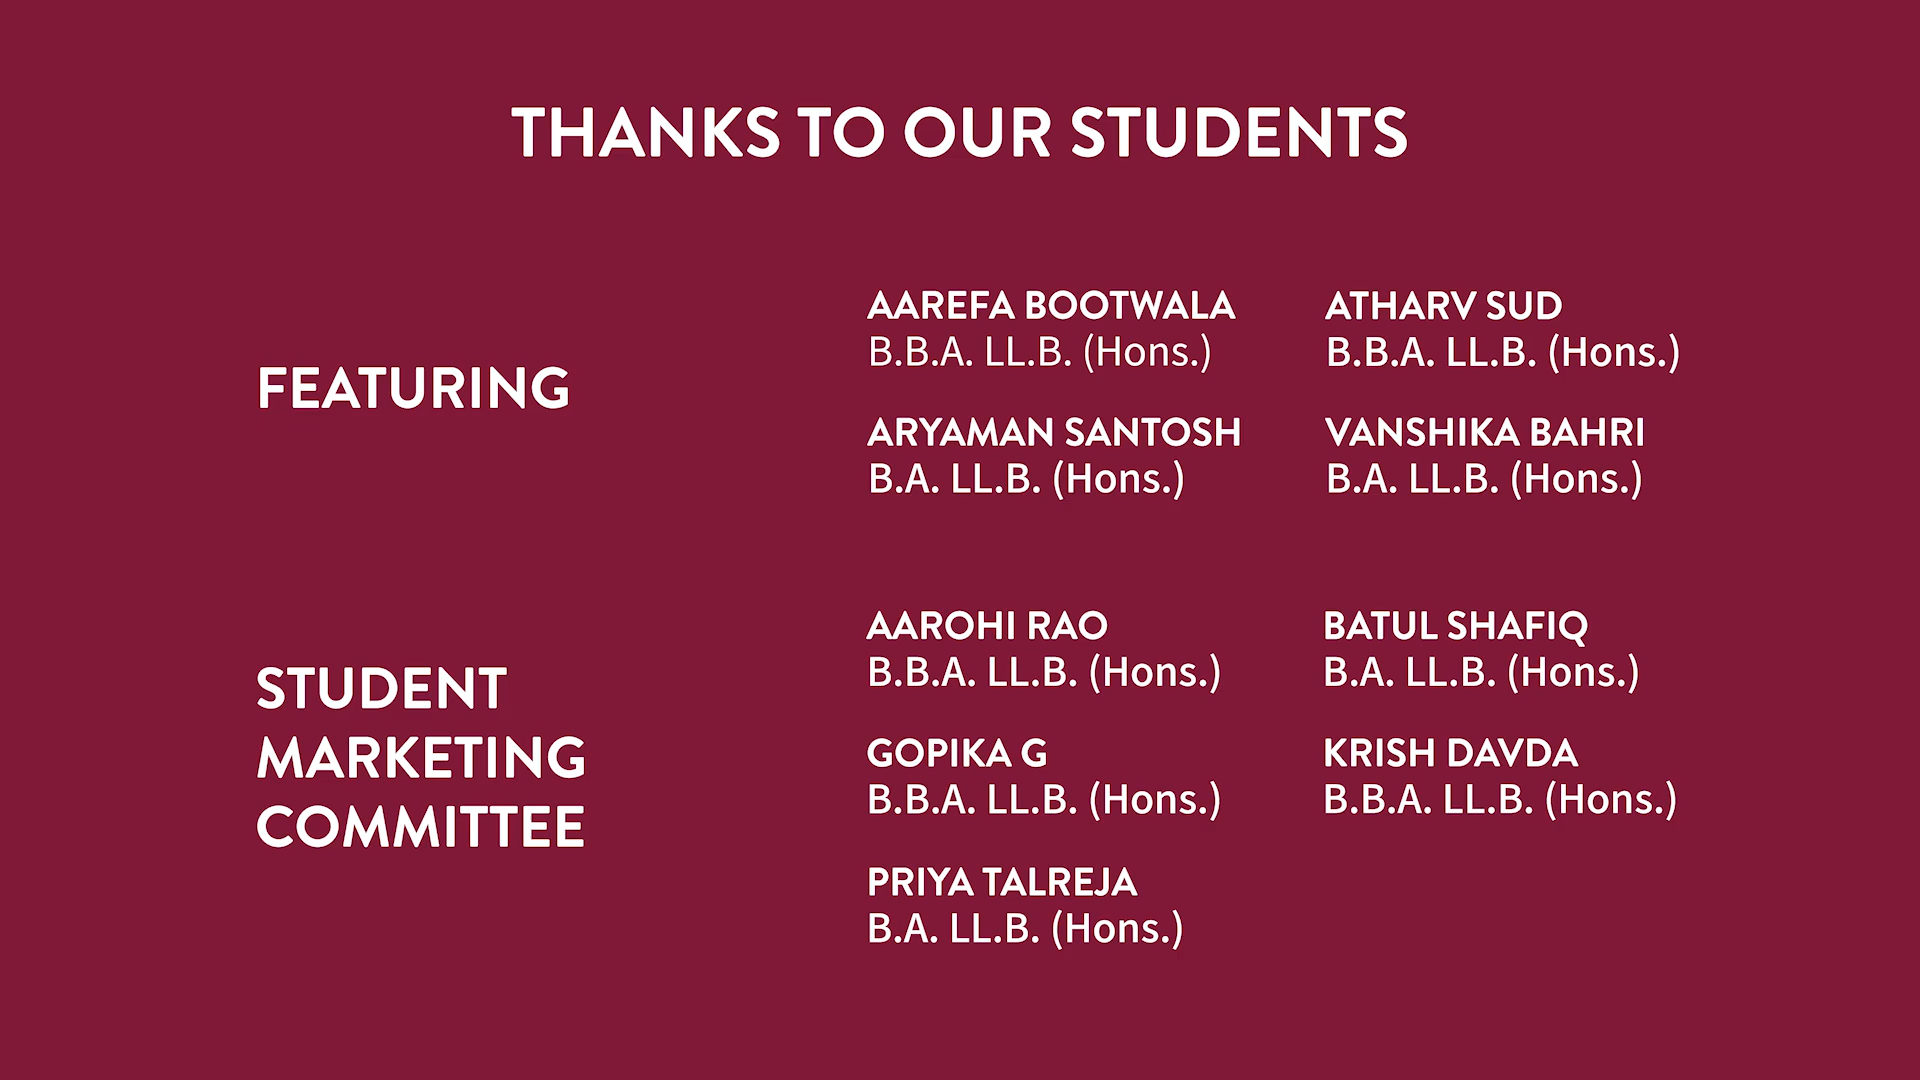 THANKS TO OUR STUDENTS
FEATURING
AAREFA BOOTWALA
B.B.A. LL.B. (Hons.)
ATHARV SUD
B.B.A. LL.B. (Hons.)
ARYAMAN SANTOSH
B.A. LL.B. (Hons.)
VANSHIKA BAHRI
B.A. LL.B. (Hons.)
STUDENT
MARKETING
COMMITTEE
AAROHI RAO
B.B.A. LL.B. (Hons.)
BATUL SHAFIQ
B.A. LL.B. (Hons.)
GOPIKA G
B.B.A. LL.B. (Hons.)
KRISH DAVDA
B.B.A. LL.B. (Hons.)
PRIYA TALREJA
B.A. LL.B. (Hons.)